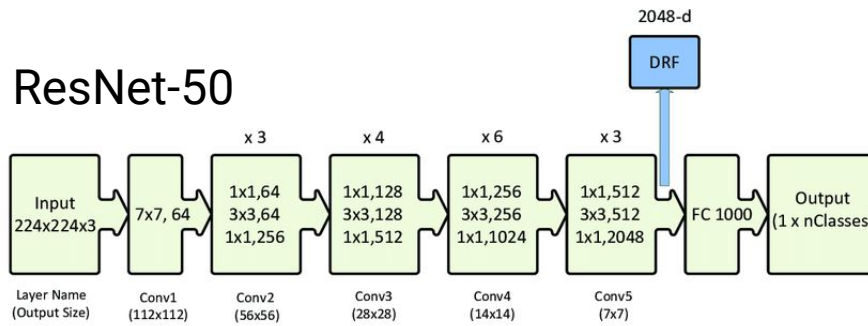 2048-d
DRF
ResNet-50
x 3
x 4
x 6
x 3
Input
224x224x3
7x7, 64
1x1,64
3x3,64
1x1,256
1x1,128
3x3,128
1x1,512
1x1,256
3x3,256
1x1,1024
1x1,512
3x3,512
1x1,2048
FC 1000
Output
(1 x nClasses
Layer Name
(Output Size)
Conv1
(112x112)
Conv2
(56x56)
Conv3
(28x28)
Conv4
(14x14)
Conv5
(7x7)